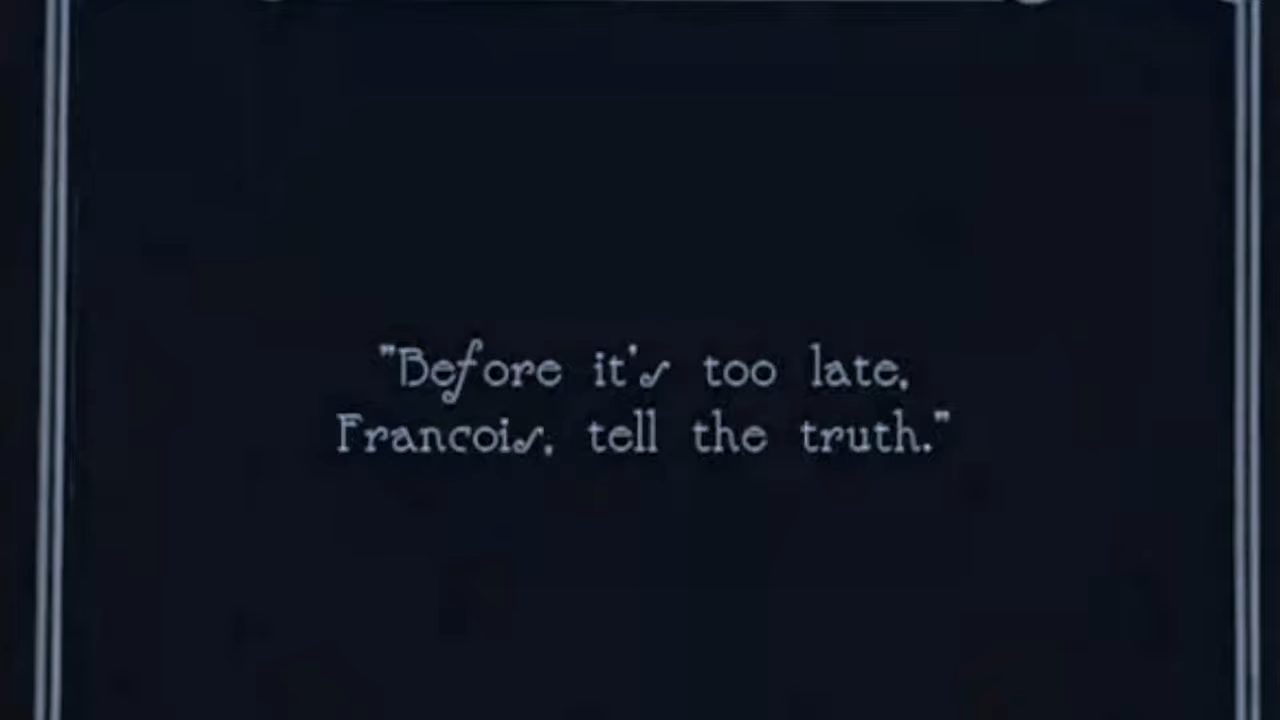 "Before it's too late,
Francois, tell the truth."